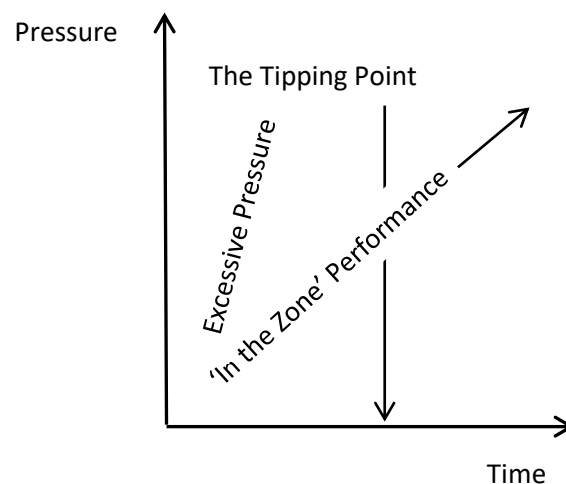 Pressure
The Tipping Point
Excessive Pressure
‘In the Zone’ Performance
Time